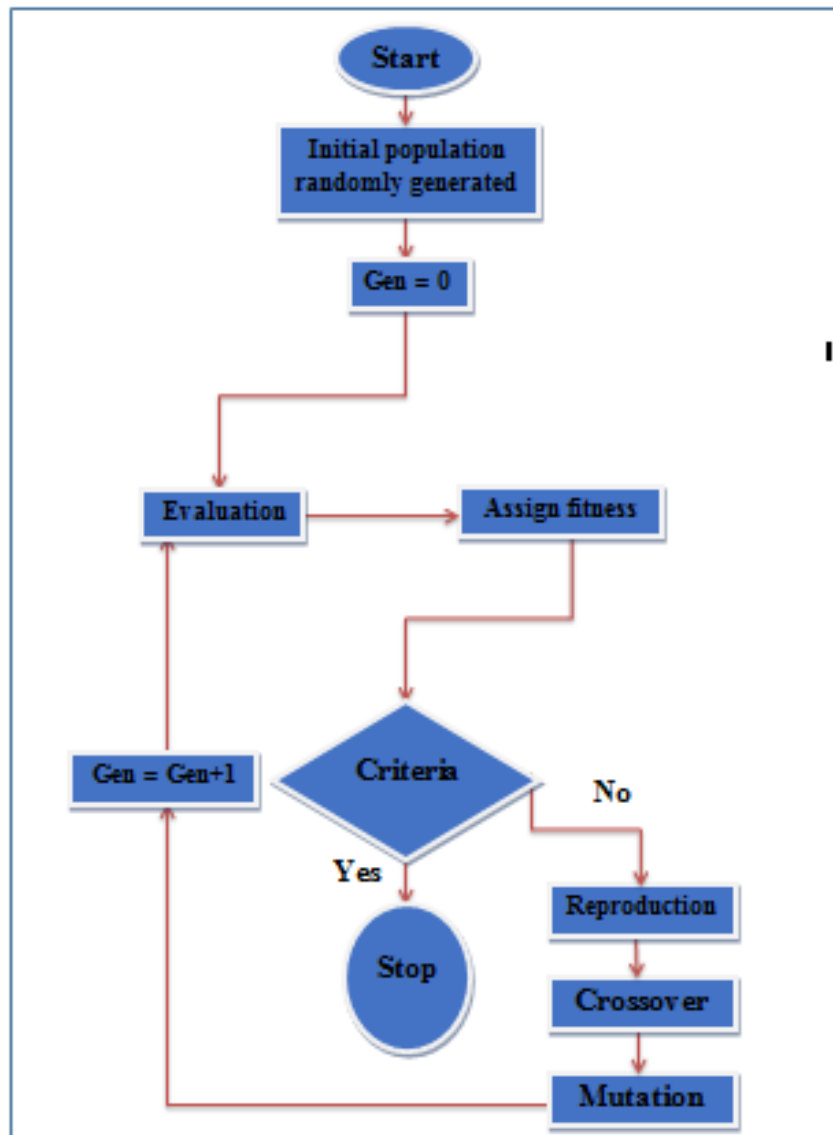 Start
Initial population
randomly generated
Gen = 0
Evaluation
Assign fitness
Criteria
Gen = Gen+1
No
Yes
Reproduction
Stop
Crossover
Mutation